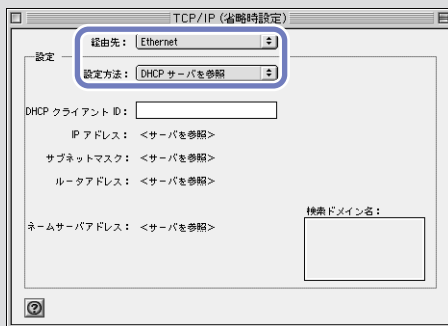 TCP/IP (省略時設定)
経由先： Ethernet
設定
設定方法： DHCP サーバを参照
DHCP クライアント ID：
IP アドレス： <サーバを参照>
サブネットマスク： <サーバを参照>
ルータアドレス： <サーバを参照>
検索ドメイン名：
ネームサーバアドレス： <サーバを参照>
?